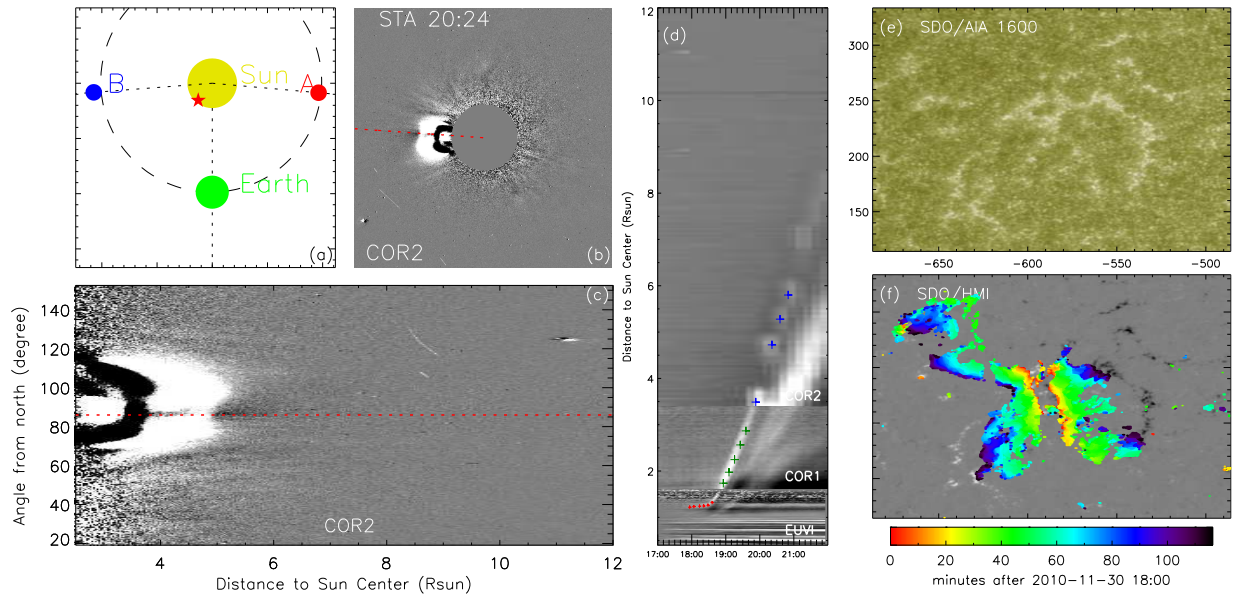 B
Sun
A
Earth
(a)
STA 20:24
COR2
(b)
(c)
140
120
100
80
60
40
20
Angle from north (degree)
COR2
4
6
8
10
12
Distance to Sun Center (Rsun)
(d)
12
10
8
6
4
2
Distance to Sun Center (Rsun)
COR2
COR1
EUVI
17:00
18:00
19:00
20:00
21:00
(e) SDO/AIA 1600
300
250
200
150
-650
-600
-550
-500
(f) SDO/HMI
0
20
40
60
80
100
minutes after 2010-11-30 18:00